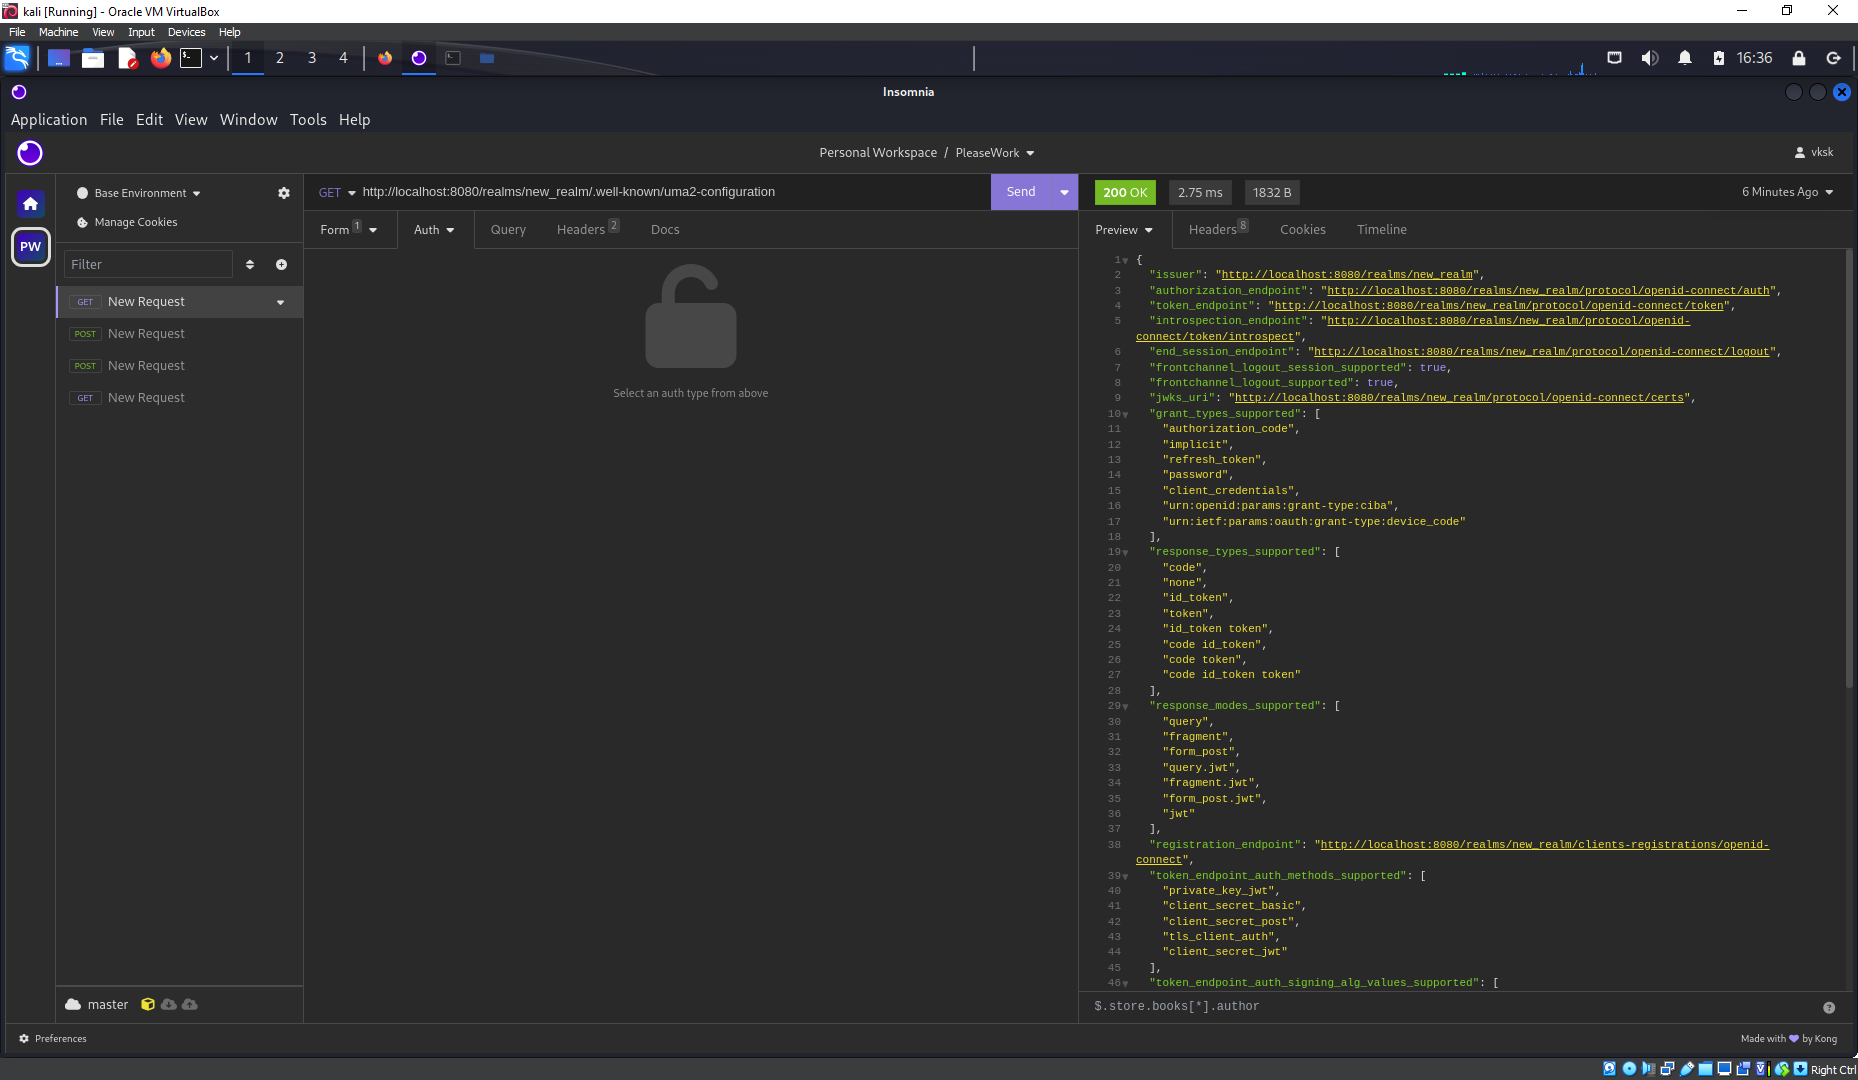 kali [Running] - Oracle VM VirtualBox
File Machine View Input Devices Help
1 2 3 4
16:36
Insomnia
Application File Edit View Window Tools Help
Personal Workspace / PleaseWork
vksk
Base Environment
Manage Cookies
PW
Filter
GET New Request
POST New Request
POST New Request
GET New Request
master
Preferences
GET http://localhost:8080/realms/new_realm/.well-known/uma2-configuration
Send
Form 1 Auth Query Headers 2 Docs
Select an auth type from above
200 OK 2.75 ms 1832 B
6 Minutes Ago
Preview Headers 8 Cookies Timeline
1 {
2 "issuer": "http://localhost:8080/realms/new_realm",
3 "authorization_endpoint": "http://localhost:8080/realms/new_realm/protocol/openid-connect/auth",
4 "token_endpoint": "http://localhost:8080/realms/new_realm/protocol/openid-connect/token",
5 "introspection_endpoint": "http://localhost:8080/realms/new_realm/protocol/openid-
connect/token/introspect",
6 "end_session_endpoint": "http://localhost:8080/realms/new_realm/protocol/openid-connect/logout",
7 "frontchannel_logout_session_supported": true,
8 "frontchannel_logout_supported": true,
9 "jwks_uri": "http://localhost:8080/realms/new_realm/protocol/openid-connect/certs",
10 "grant_types_supported": [
11 "authorization_code",
12 "implicit",
13 "refresh_token",
14 "password",
15 "client_credentials",
16 "urn:openid:params:grant-type:ciba",
17 "urn:ietf:params:oauth:grant-type:device_code"
18 ],
19 "response_types_supported": [
20 "code",
21 "none",
22 "id_token",
23 "token",
24 "id_token token",
25 "code id_token",
26 "code token",
27 "code id_token token"
28 ],
29 "response_modes_supported": [
30 "query",
31 "fragment",
32 "form_post",
33 "query.jwt",
34 "fragment.jwt",
35 "form_post.jwt",
36 "jwt"
37 ],
38 "registration_endpoint": "http://localhost:8080/realms/new_realm/clients-registrations/openid-
connect",
39 "token_endpoint_auth_methods_supported": [
40 "private_key_jwt",
41 "client_secret_basic",
42 "client_secret_post",
43 "tls_client_auth",
44 "client_secret_jwt"
45 ],
46 "token_endpoint_auth_signing_alg_values_supported": [
$.store.books[*].author
Made with 💜 by Kong
Right Ctrl